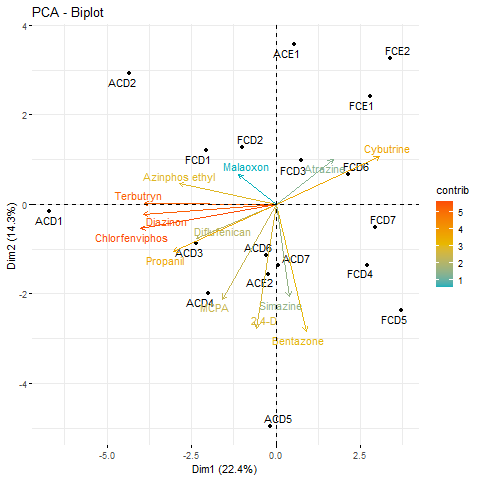 PCA - Biplot
4
2
0
-2
-4
Dim2 (14.3%)
ACE1
FCE2
ACD2
FCE1
FCD2
Cybutrine
FCD1
Malaoxon
FCD3
Atrazine
FCD6
Azinphos ethyl
Terbutryn
ACD1
Diazinon
FCD7
Chlorfenviphos
Diflufenican
ACD3
ACD6
Propanil
ACD7
FCD4
ACE2
ACD4
MCPA
Simazine
2,4-D
FCD5
Bentazone
ACD5
-5.0
-2.5
0.0
2.5
Dim1 (22.4%)
contrib
5
4
3
2
1